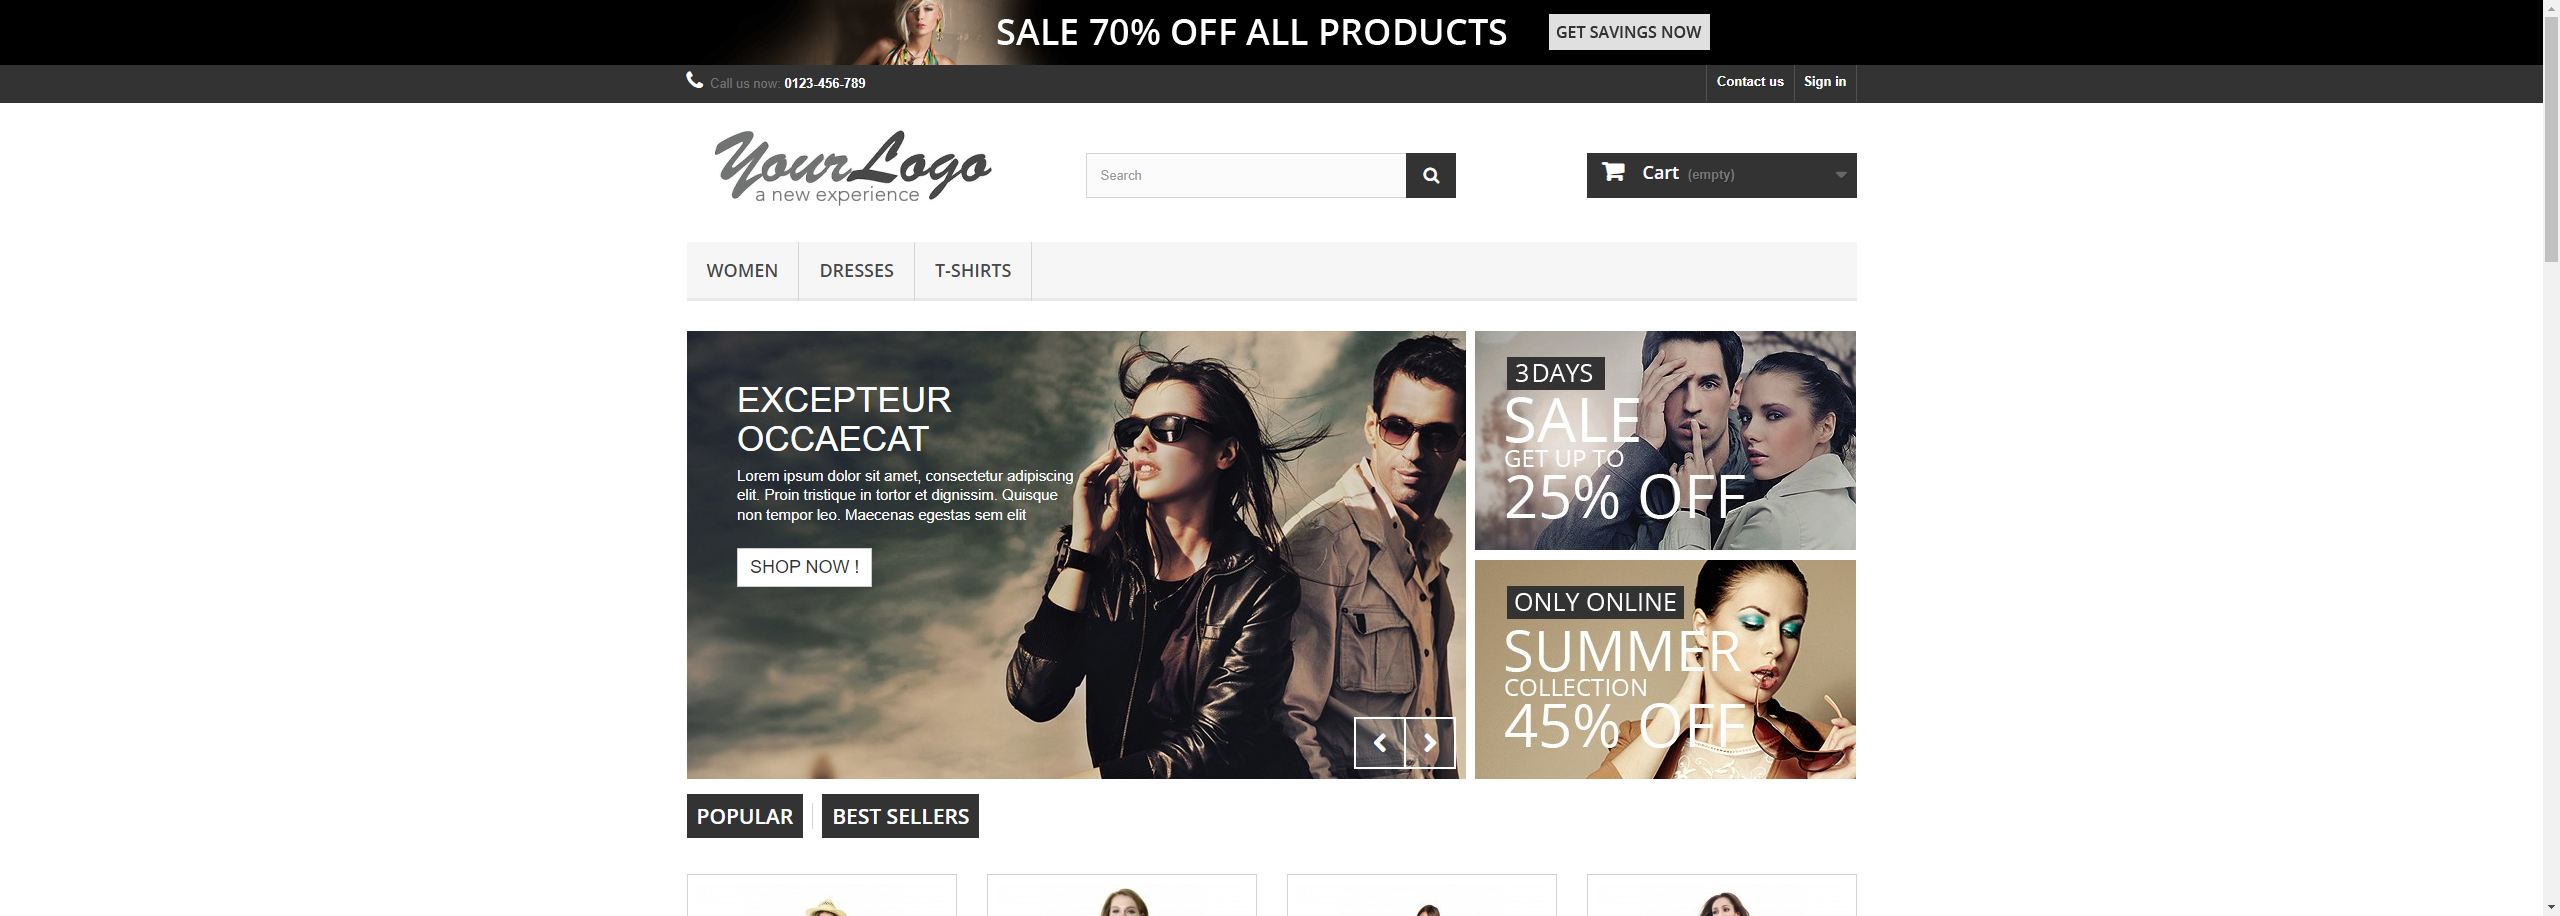 SALE 70% OFF ALL PRODUCTS
GET SAVINGS NOW
Call us now: 0123-456-789
Contact us
Sign in
YourLogo
a new experience
Search
Cart (empty)
WOMEN
DRESSES
T-SHIRTS
EXCEPTEUR
OCCAECAT
Lorem ipsum dolor sit amet, consectetur adipiscing
elit. Proin tristique in tortor et dignissim. Quisque
non tempor leo. Maecenas egestas sem elit
SHOP NOW !
3 DAYS
SALE
GET UP TO
25% OFF
ONLY ONLINE
SUMMER
COLLECTION
45% OFF
POPULAR
BEST SELLERS